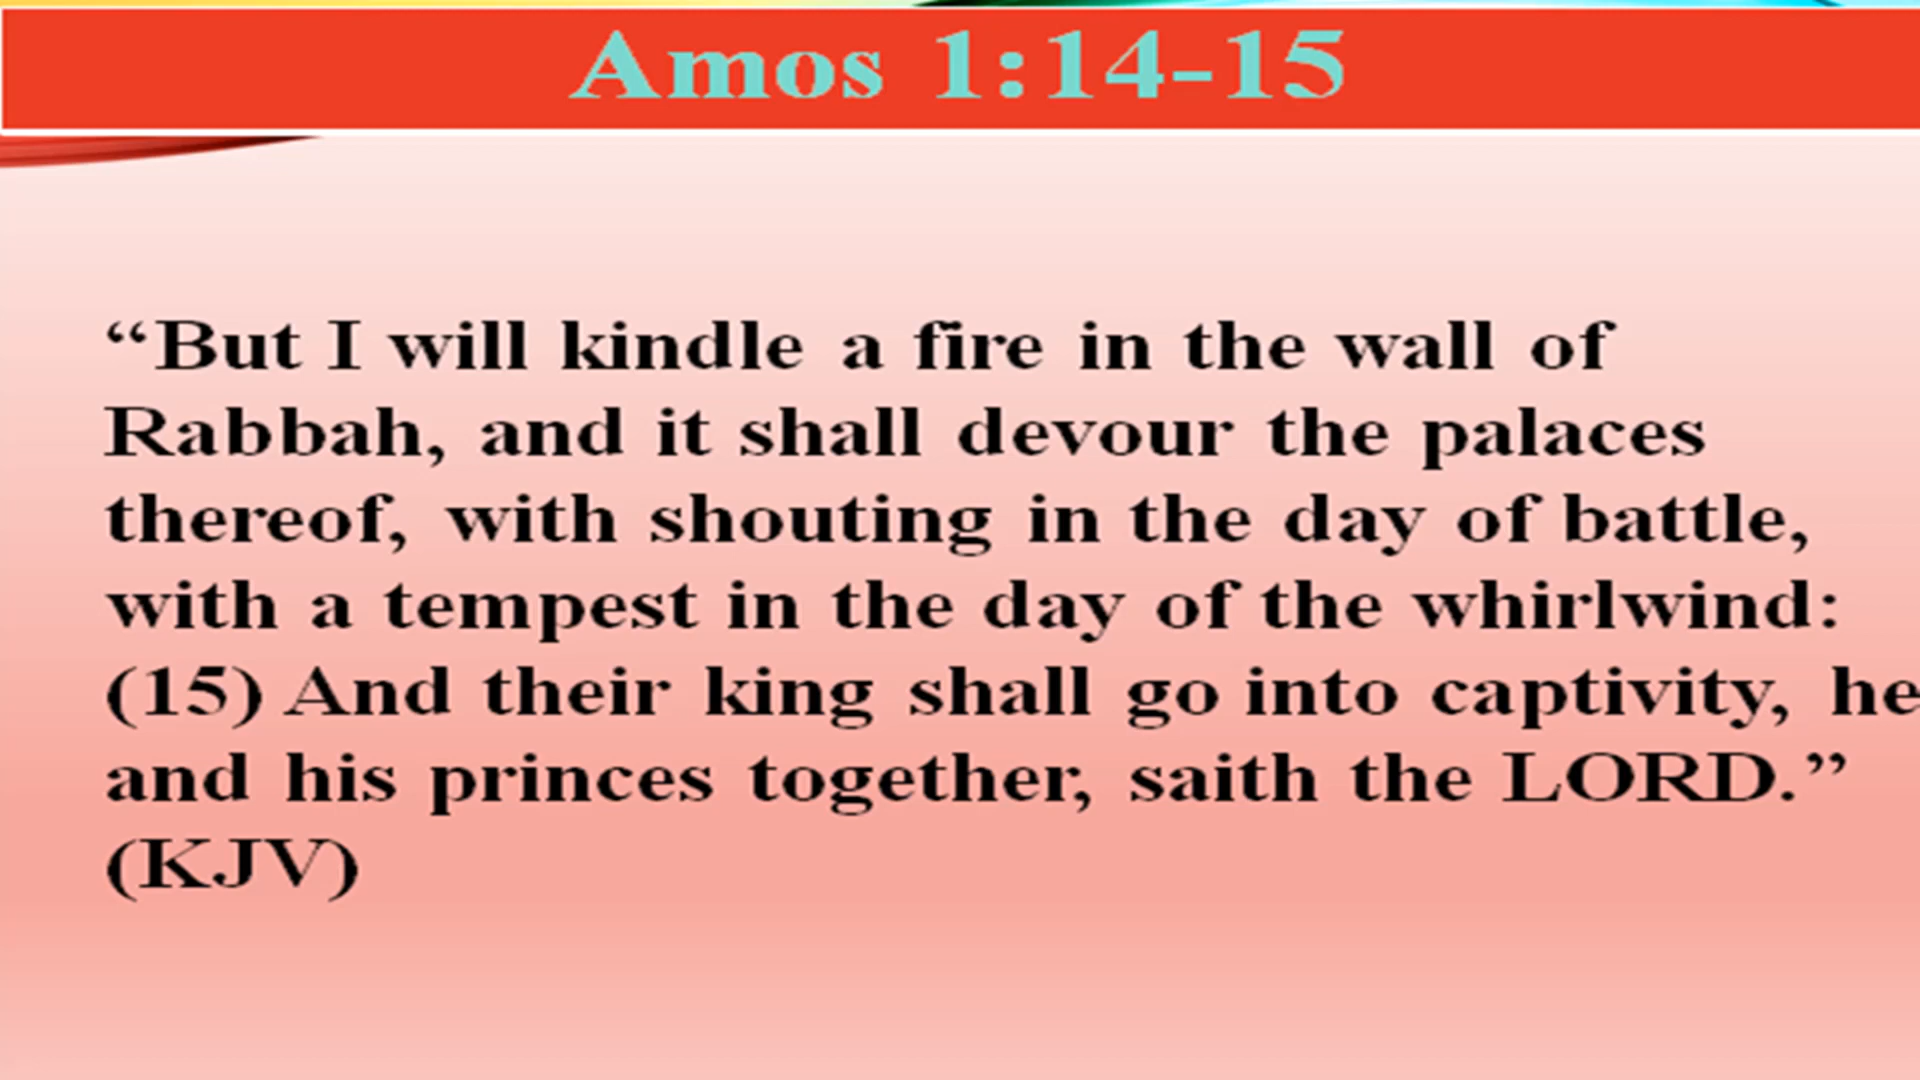 Amos 1:14-15
“But I will kindle a fire in the wall of
Rabbah, and it shall devour the palaces
thereof, with shouting in the day of battle,
with a tempest in the day of the whirlwind:
(15) And their king shall go into captivity, he
and his princes together, saith the LORD.”
(KJV)